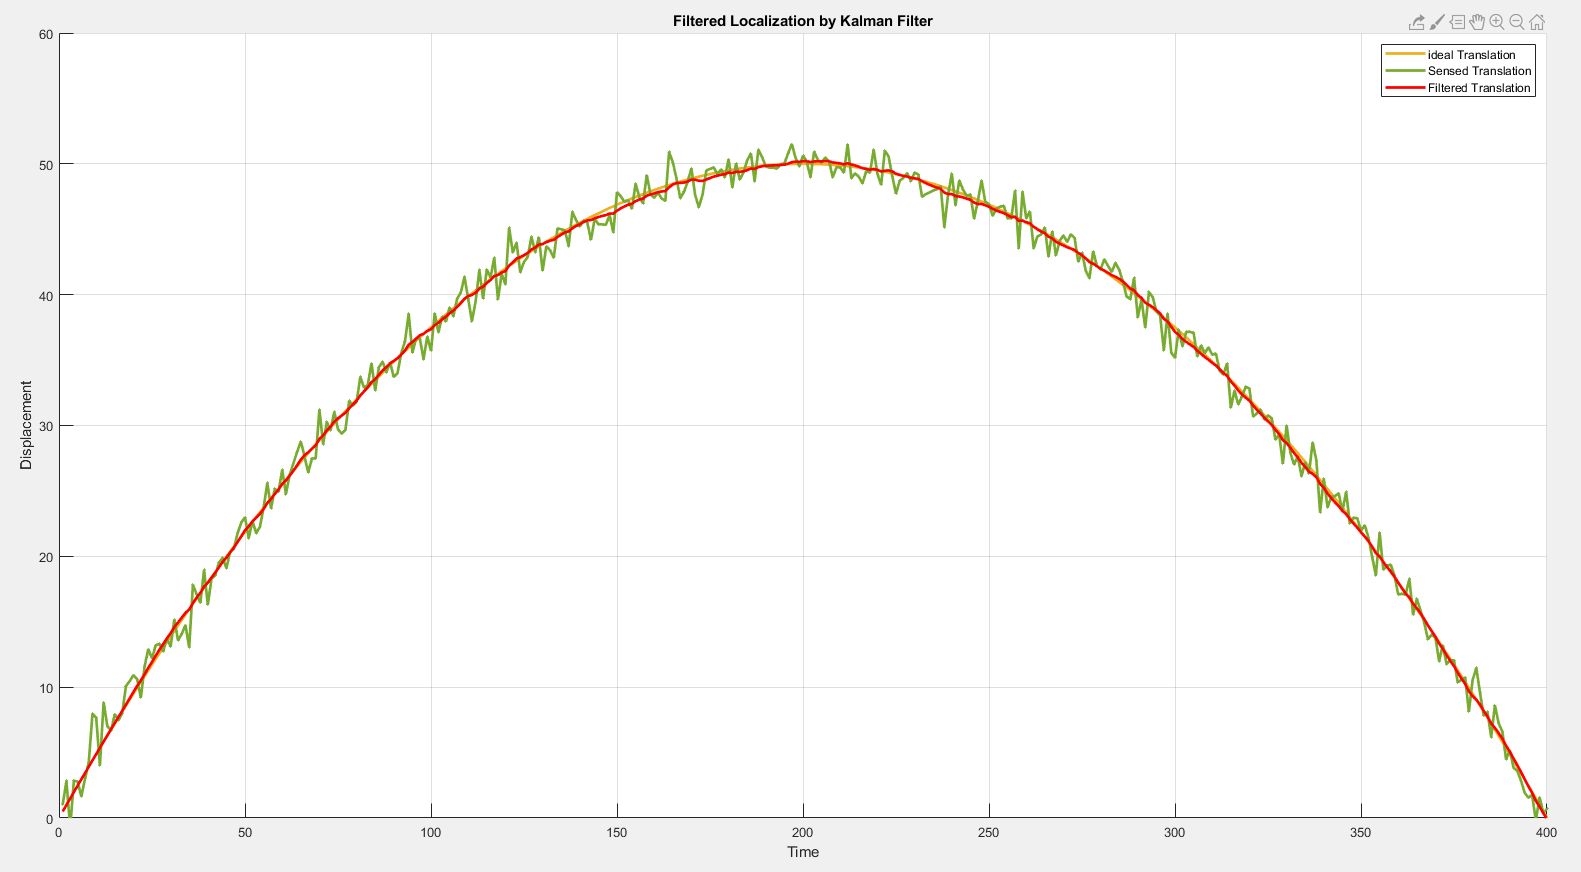 Filtered Localization by Kalman Filter
ideal Translation
Sensed Translation
Filtered Translation
60
50
40
30
20
10
0
Displacement
0 50 100 150 200 250 300 350 400
Time